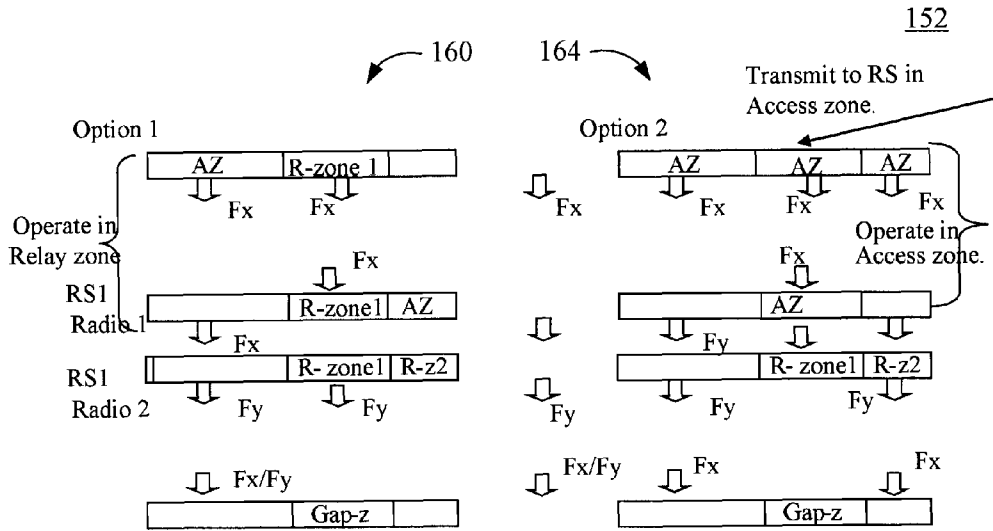 152
160
164
Transmit to RS in
Access zone.
Option 1
Option 2
AZ
R-zone 1
AZ
AZ
AZ
Fx
Fx
Fx
Fx
Fx
Fx
Operate in
Relay zone
Operate in
Access zone.
Fx
Fx
RS1
Radio 1
R-zone1
AZ
AZ
Fx
Fy
RS1
Radio 2
R- zone1
R-z2
R- zone1
R-z2
Fy
Fy
Fy
Fy
Fy
Fx/Fy
Fx/Fy
Fx
Fx
Gap-z
Gap-z